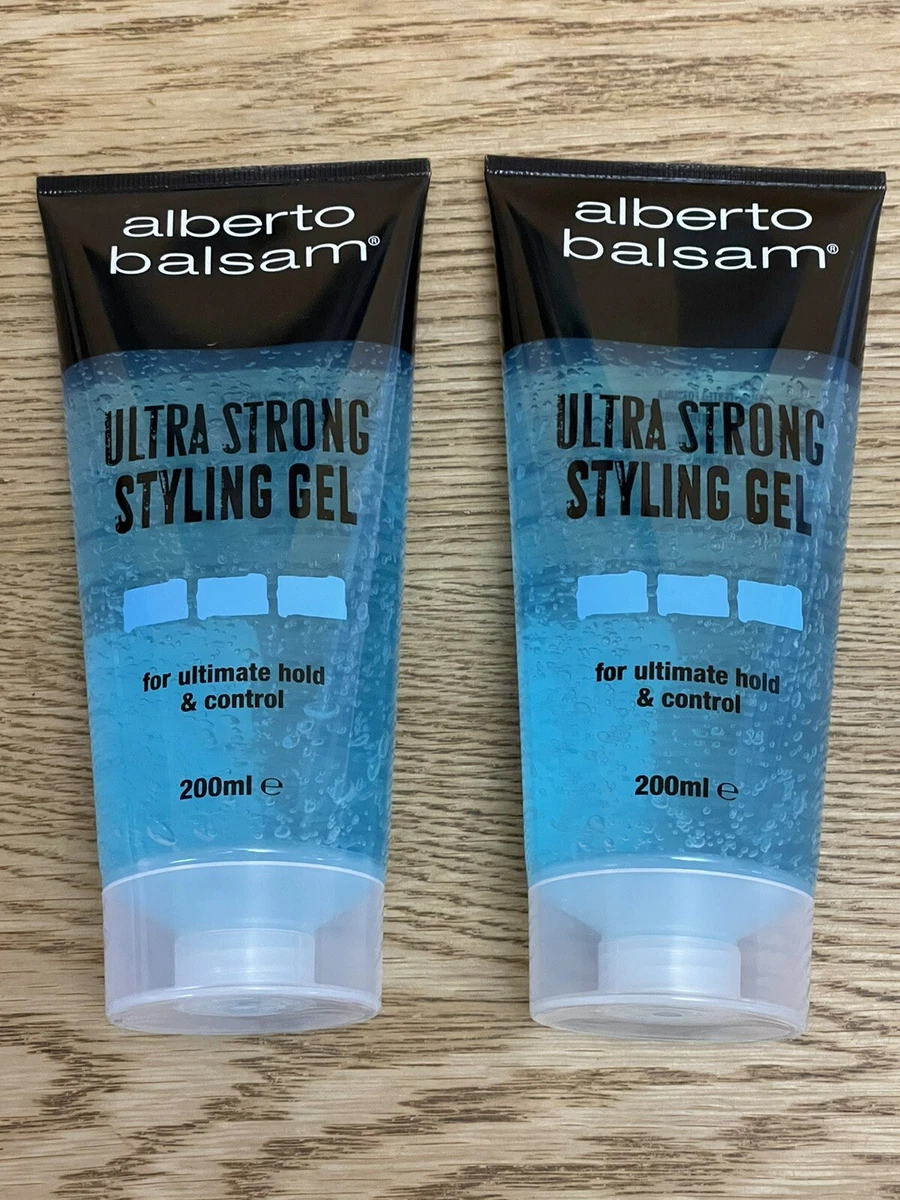 alberto
balsam®
ULTRA STRONG
STYLING GEL
for ultimate hold
& control
200ml ℮
alberto
balsam®
ULTRA STRONG
STYLING GEL
for ultimate hold
& control
200ml ℮